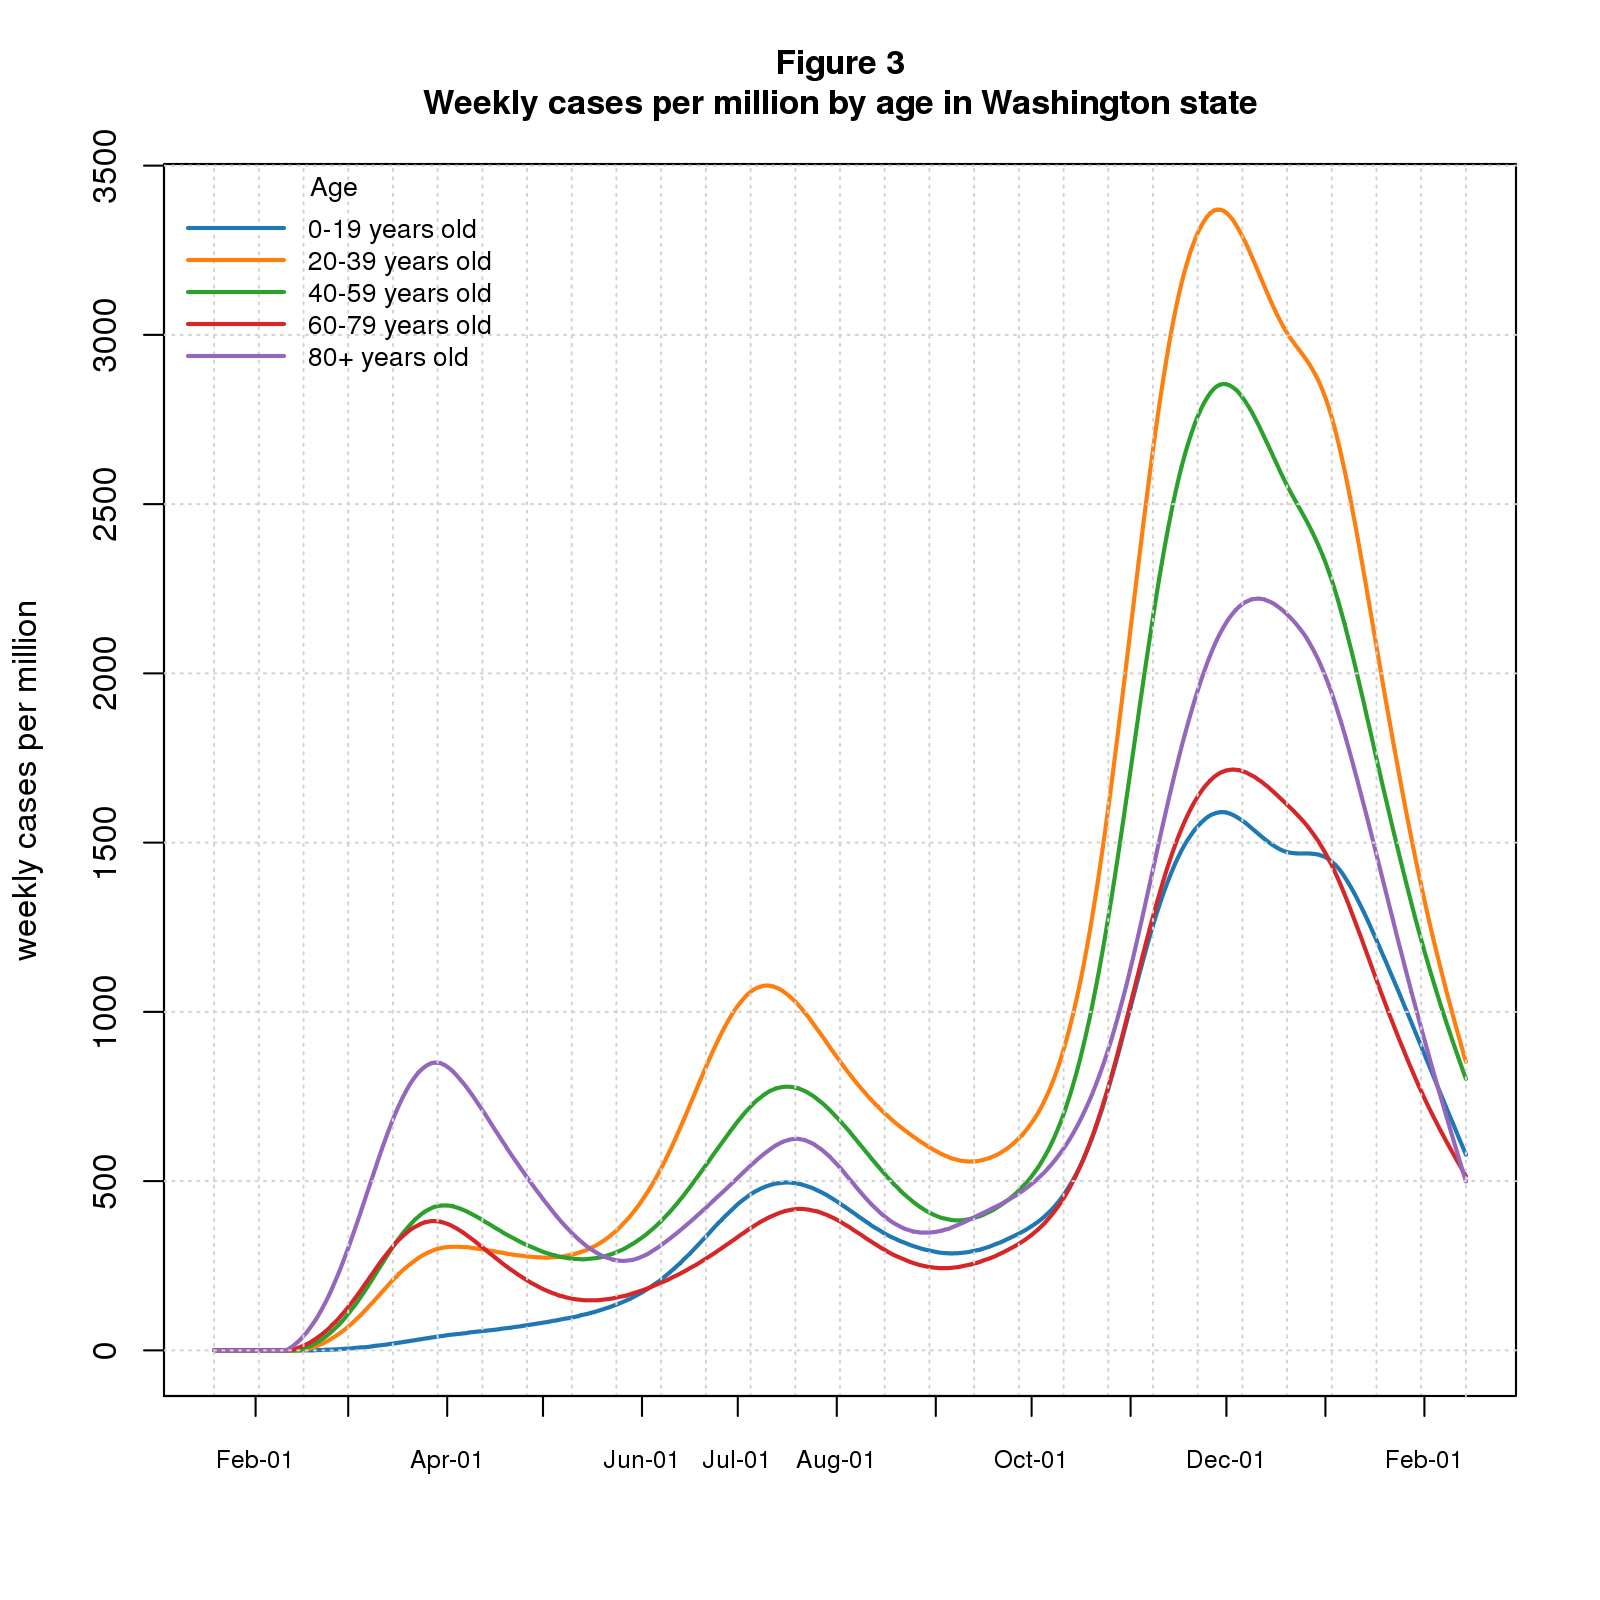 Figure 3
Weekly cases per million by age in Washington state
Age
0-19 years old
20-39 years old
40-59 years old
60-79 years old
80+ years old
weekly cases per million
3500
3000
2500
2000
1500
1000
500
0
Feb-01 Apr-01 Jun-01 Jul-01 Aug-01 Oct-01 Dec-01 Feb-01